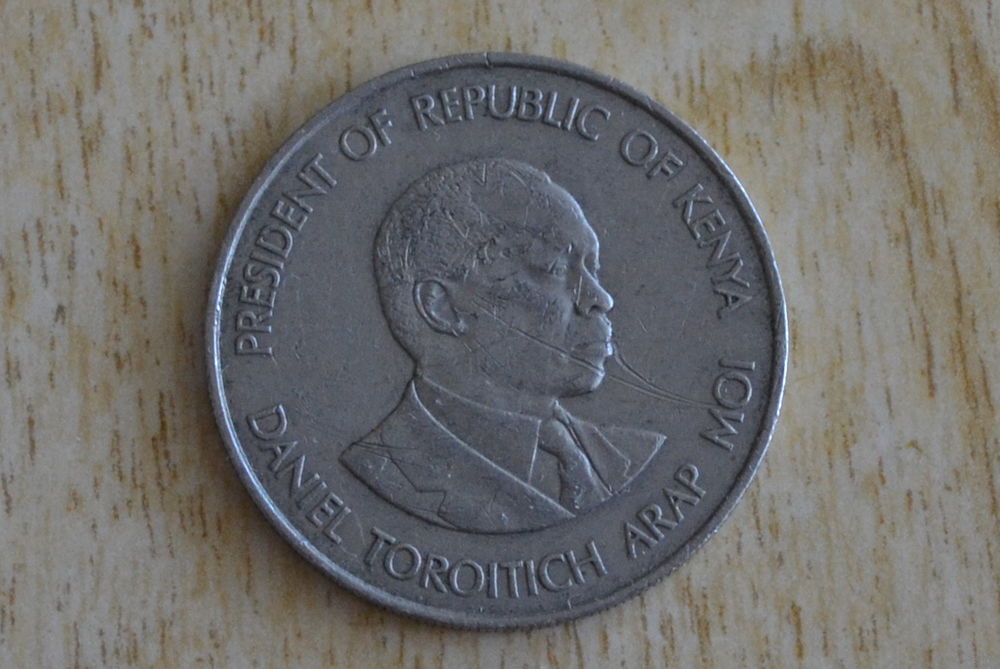 PRESIDENT OF REPUBLIC OF KENYA
DANIEL TOROITICH ARAP MOI